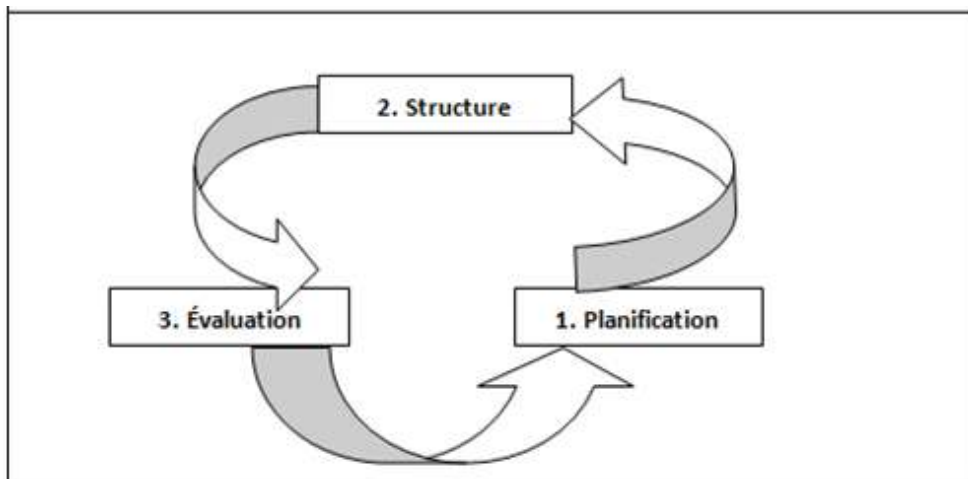 2. Structure
3. Évaluation
1. Planification